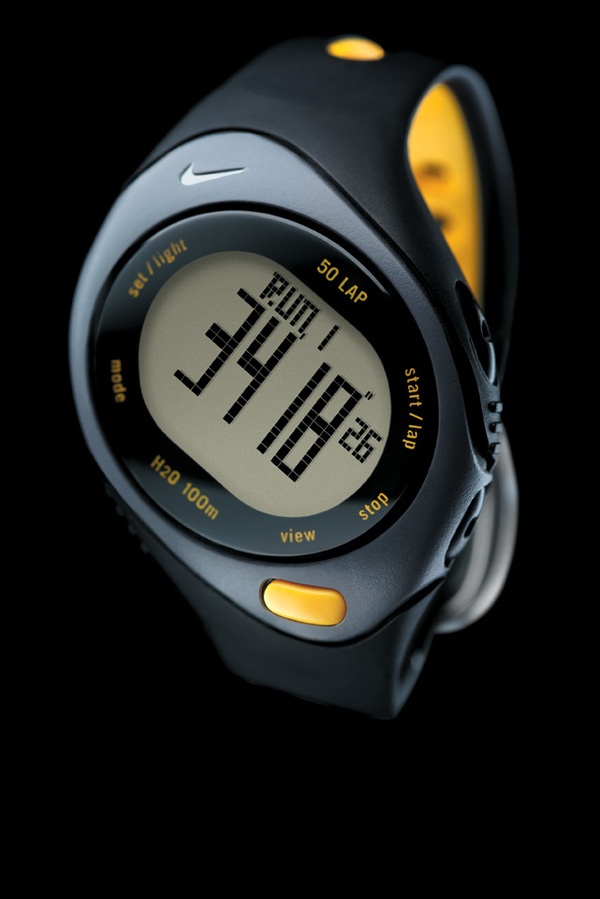 set / light
50 LAP
RUN 1
34'18"26
mode
start / lap
H2O 100m
stop
view